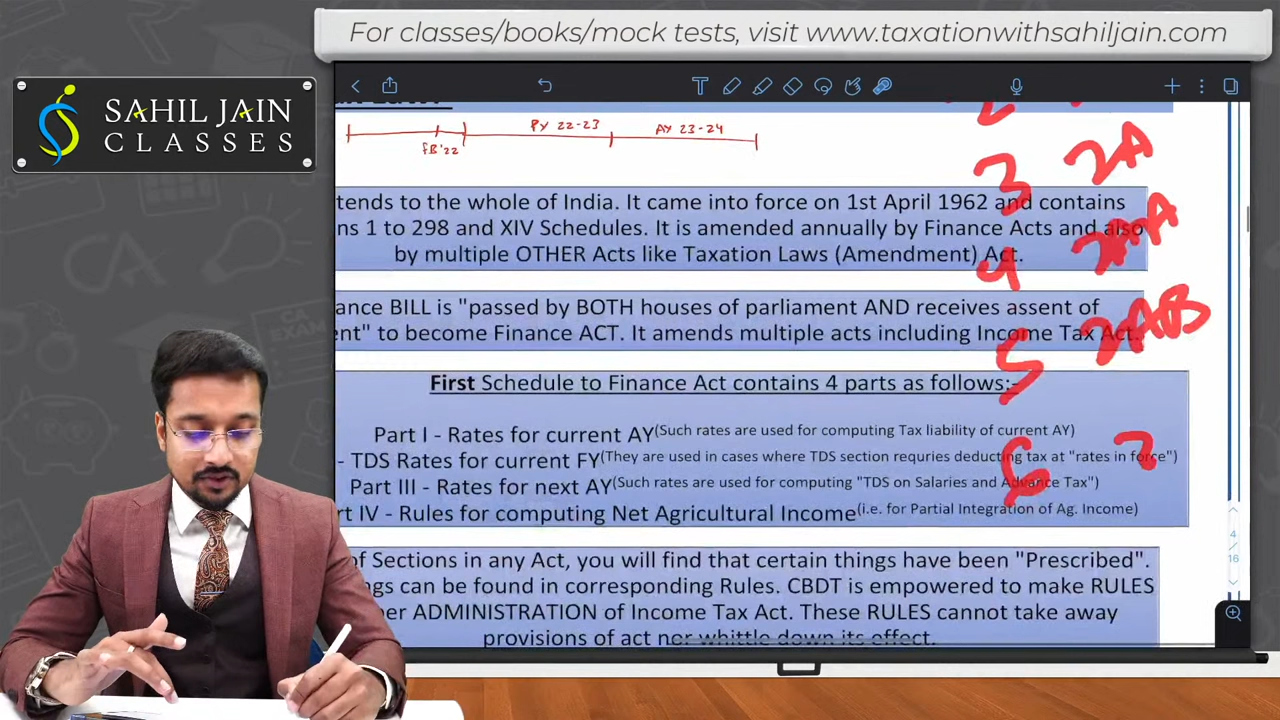 For classes/books/mock tests, visit www.taxationwithsahiljain.com
SAHIL JAIN
CLASSES
PY 22-23
AY 23-24
F.B '22
2
3 2A
4 2AA
5 2AB
6 2
tends to the whole of India. It came into force on 1st April 1962 and contains
ns 1 to 298 and XIV Schedules. It is amended annually by Finance Acts and also
by multiple OTHER Acts like Taxation Laws (Amendment) Act.
ance BILL is "passed by BOTH houses of parliament AND receives assent of
ent" to become Finance ACT. It amends multiple acts including Income Tax Act.
First Schedule to Finance Act contains 4 parts as follows:-
Part I - Rates for current AY(Such rates are used for computing Tax liability of current AY)
- TDS Rates for current FY(They are used in cases where TDS section requries deducting tax at "rates in force")
Part III - Rates for next AY(Such rates are used for computing "TDS on Salaries and Advance Tax")
rt IV - Rules for computing Net Agricultural Income(i.e. for Partial Integration of Ag. Income)
of Sections in any Act, you will find that certain things have been "Prescribed".
gs can be found in corresponding Rules. CBDT is empowered to make RULES
er ADMINISTRATION of Income Tax Act. These RULES cannot take away
provisions of act nor whittle down its effect.
4
16